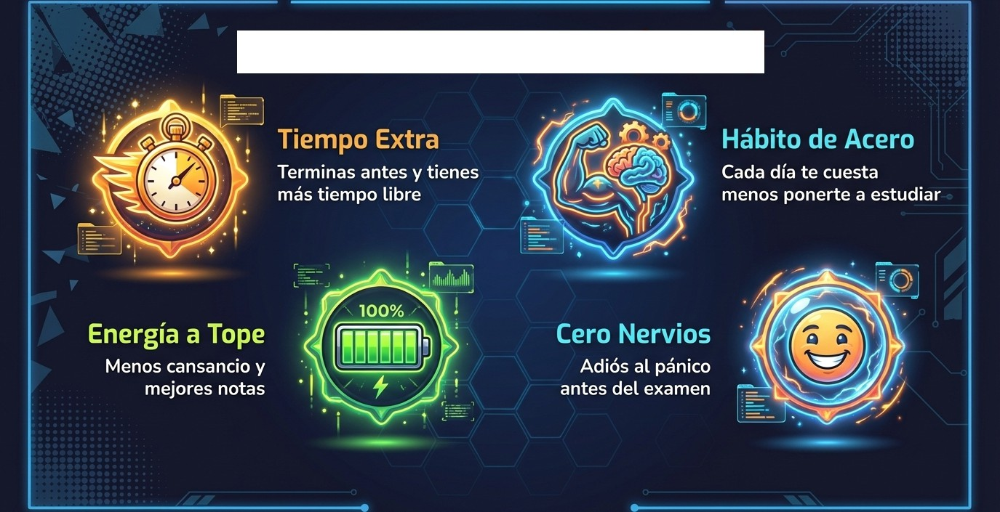 Tiempo Extra
Terminas antes y tienes
más tiempo libre
Hábito de Acero
Cada día te cuesta
menos ponerte a estudiar
Energía a Tope
Menos cansancio y
mejores notas
100%
Cero Nervios
Adiós al pánico
antes del examen